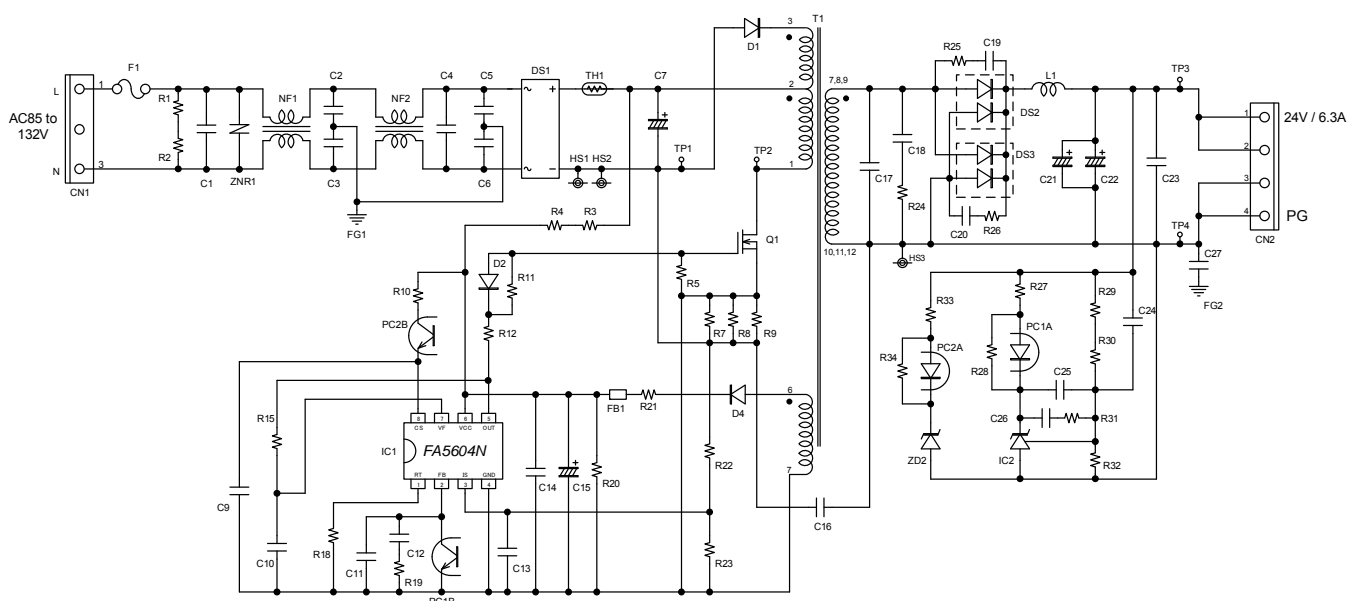 3
T1
D1
F1
C2
C4
C5
DS1
TH1
C7
R25
C19
L1
TP3
L
1
R1
NF1
NF2
~
+
2
7,8,9
DS2
1
24V / 6.3A
AC85 to
132V
R2
HS1
HS2
TP1
TP2
C18
C17
DS3
C21
C22
C23
2
N
3
CN1
C1
ZNR1
C3
C6
~
−
1
R24
C20
R26
3
4
PG
TP4
CN2
FG1
R4
R3
Q1
10,11,12
HS3
C27
FG2
D2
R11
R5
R10
PC2B
R12
R7
R8
R9
R33
R27
R29
C24
PC1A
PC2A
R34
R28
R30
C25
R15
FB1
R21
D4
6
C26
R31
8
7
6
5
CS
VF
VCC
OUT
IC1
FA5604N
RT
FB
IS
GND
1
2
3
4
ZD2
IC2
R32
R22
7
C9
C14
C15
R20
C16
C10
R18
C11
C12
R19
C13
R23
PC1B